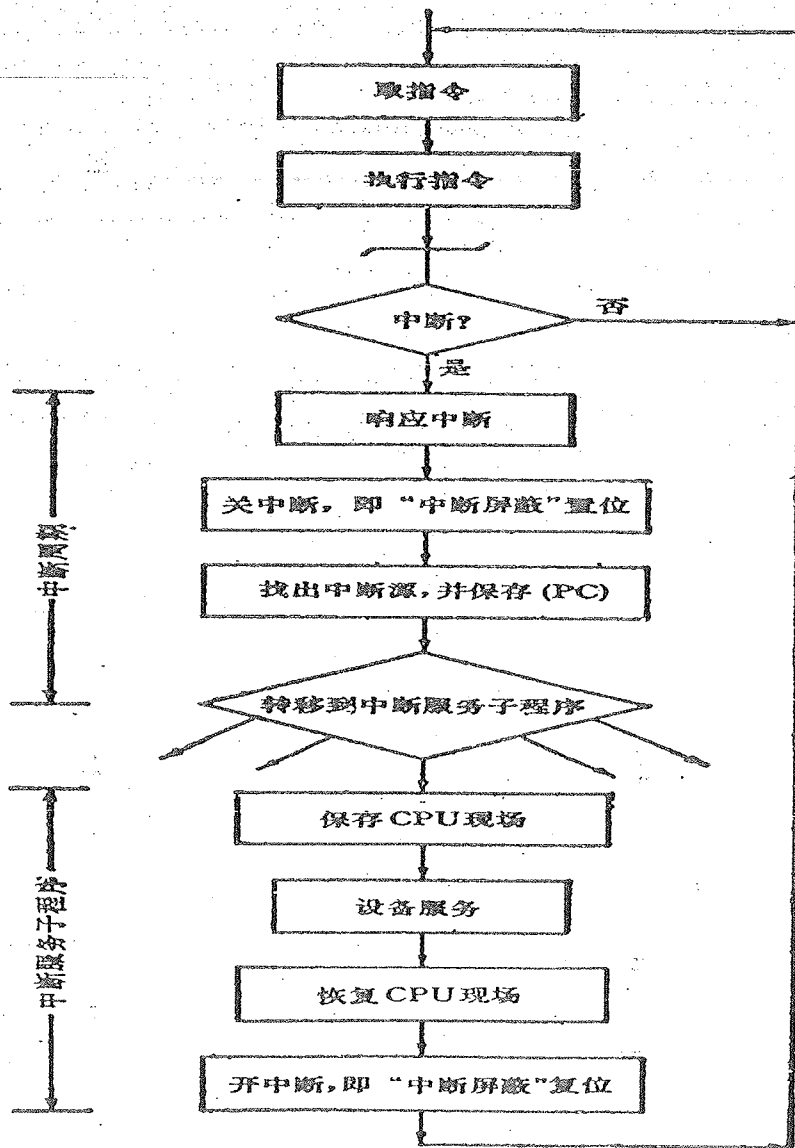 取指令
执行指令
中断?
否
是
响应中断
关中断，即“中断屏蔽”置位
找出中断源，并保存(PC)
转移到中断服务子程序
中断周期
保存CPU现场
设备服务
恢复CPU现场
开中断，即“中断屏蔽”复位
中断服务子程序